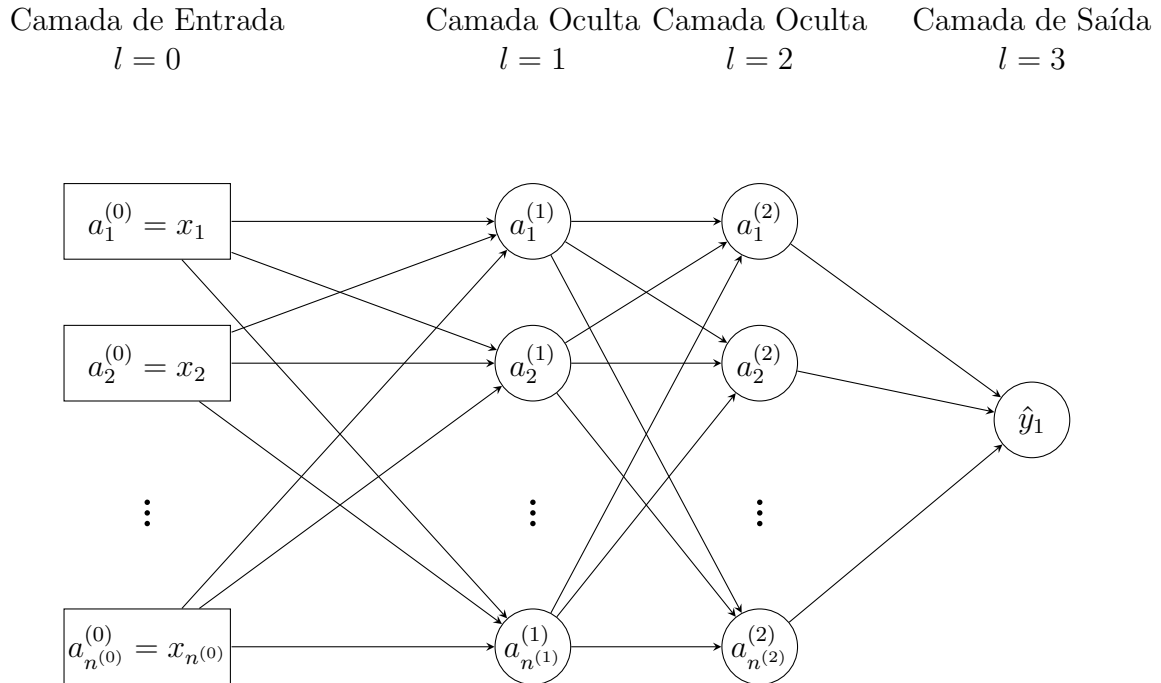 Camada de Entrada Camada Oculta Camada Oculta Camada de Saída
l = 0 l = 1 l = 2 l = 3
a_1^{(0)} = x_1 a_1^{(1)} a_1^{(2)}
a_2^{(0)} = x_2 a_2^{(1)} a_2^{(2)}
\hat{y}_1
⋮ ⋮ ⋮
a_{n^{(0)}}^{(0)} = x_{n^{(0)}} a_{n^{(1)}}^{(1)} a_{n^{(2)}}^{(2)}